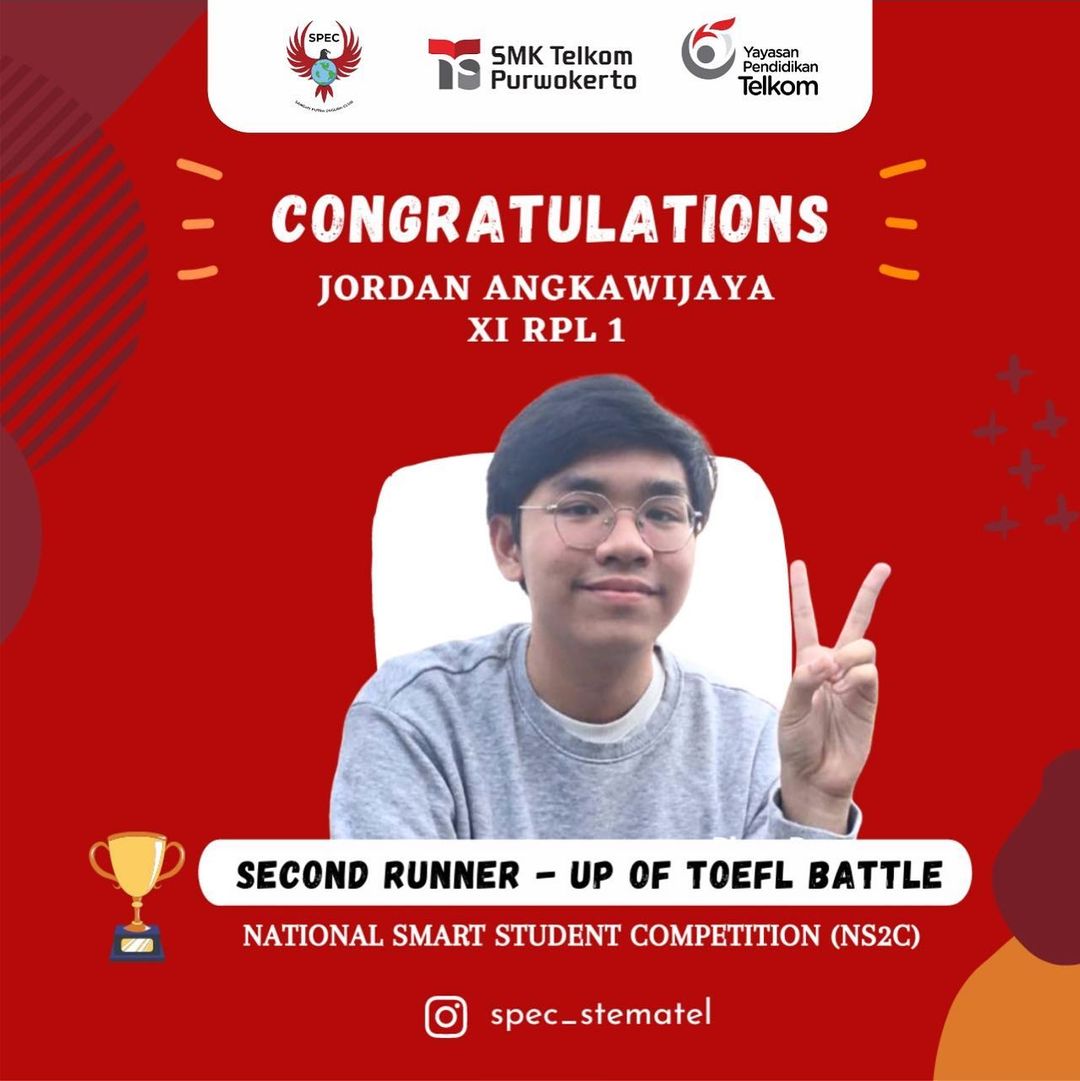 SPEC
SMK Telkom
Purwokerto
Yayasan
Pendidikan
Telkom
CONGRATULATIONS
JORDAN ANGKAWIJAYA
XI RPL 1
SECOND RUNNER – UP OF TOEFL BATTLE
NATIONAL SMART STUDENT COMPETITION (NS2C)
spec_stematel